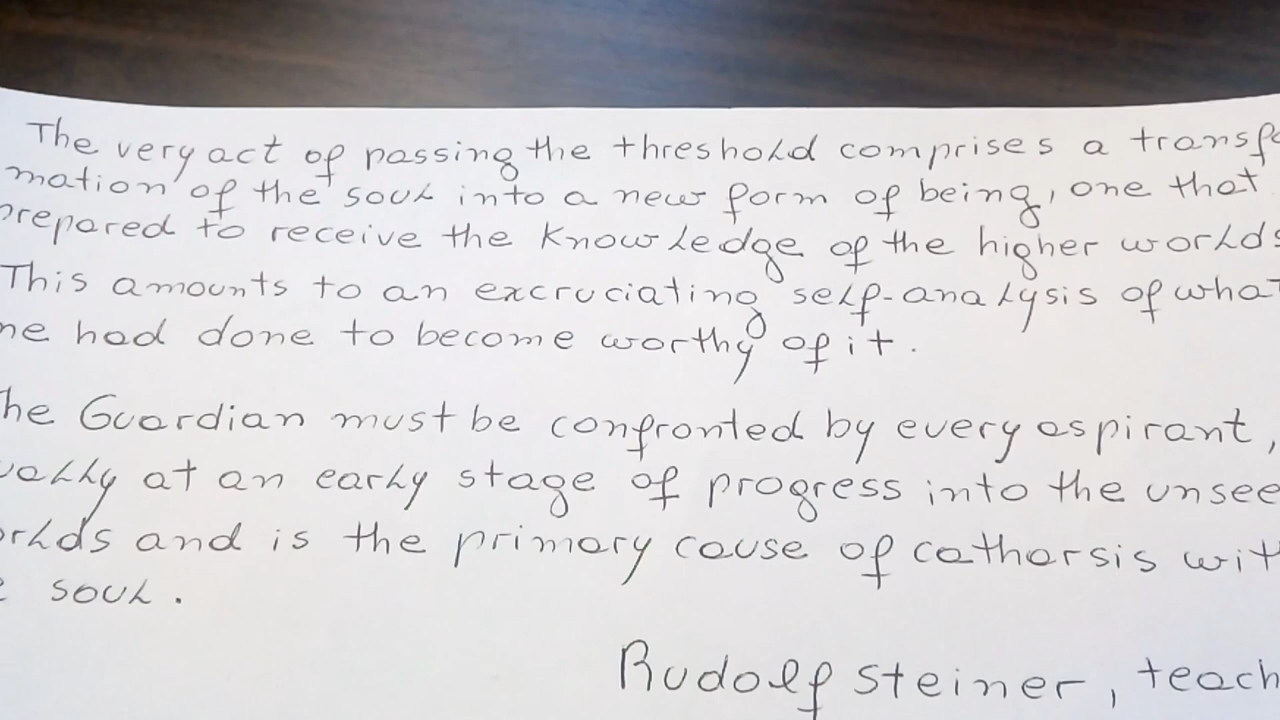 The very act of passing the threshold comprises a transfo
mation of the soul into a new form of being, one that
prepared to receive the knowledge of the higher worlds
This amounts to an excruciating self-analysis of what
ne had done to become worthy of it.
he Guardian must be confronted by every aspirant,
ually at an early stage of progress into the unsee
orlds and is the primary cause of catharsis wit
e soul.
Rudolf Steiner, teach